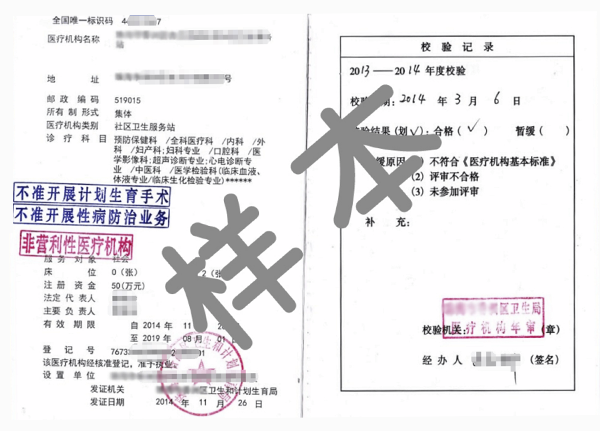 全国唯一标识码 4 7
医疗机构名称
站
地 址 号
邮政编码 519015
所有制形式 集体
医疗机构类别 社区卫生服务站
诊疗科目 预防保健科 /全科医疗科 /内科 /外
科 /妇产科;妇科专业 /口腔科 /医
学影像科;超声诊断专业;心电诊断专
业 /中医科 /医学检验科(临床血液、
体液专业/临床生化检验专业)******
不准开展计划生育手术
不准开展性病防治业务
非营利性医疗机构
服务对象 社会
床 位 0(张) 2(张)
注册资金 50(万元)
法定代表人
主要负责人
有效期限 自 2014 年 11
至 2019 年 08 月 01
登记号 7673 01
该医疗机构经核准登记,准予执业。
设置单位
发证机关 区卫生和计划生育局
发证日期 2014 年 11 月 26 日
样本
校验记录
2013——2014年度校验
校验日期:2014 年 3 月 6 日
校验结果(划√):合格(√) 暂缓( )
缓原因:(1) 不符合《医疗机构基本标准》
(2) 评审不合格
(3) 未参加评审
补 充:
区卫生局
医疗机构年审
校验机关: (章)
经办人 (签名)